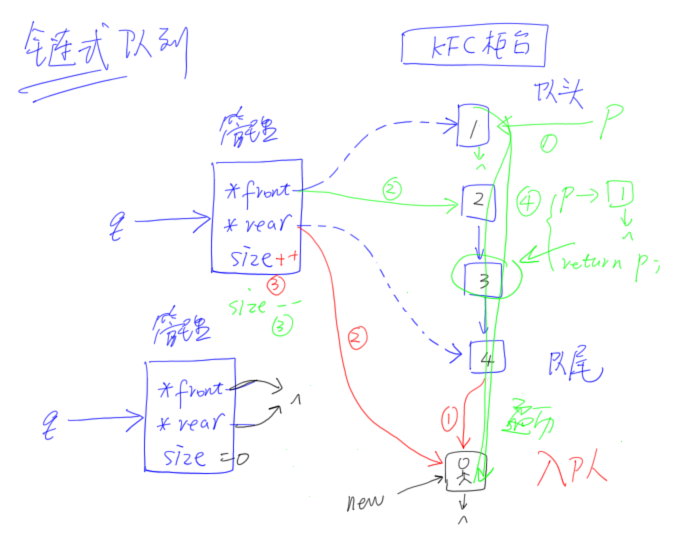 链式队列
KFC柜台
队头
管理
1
P
①
^
*front
②
2
④
P→1
^
q
*rear
size++
return p;
③
3
size--
③
管理
②
4
队尾
*front
^
q
*rear
①
遍历
size=0
入队
new
^